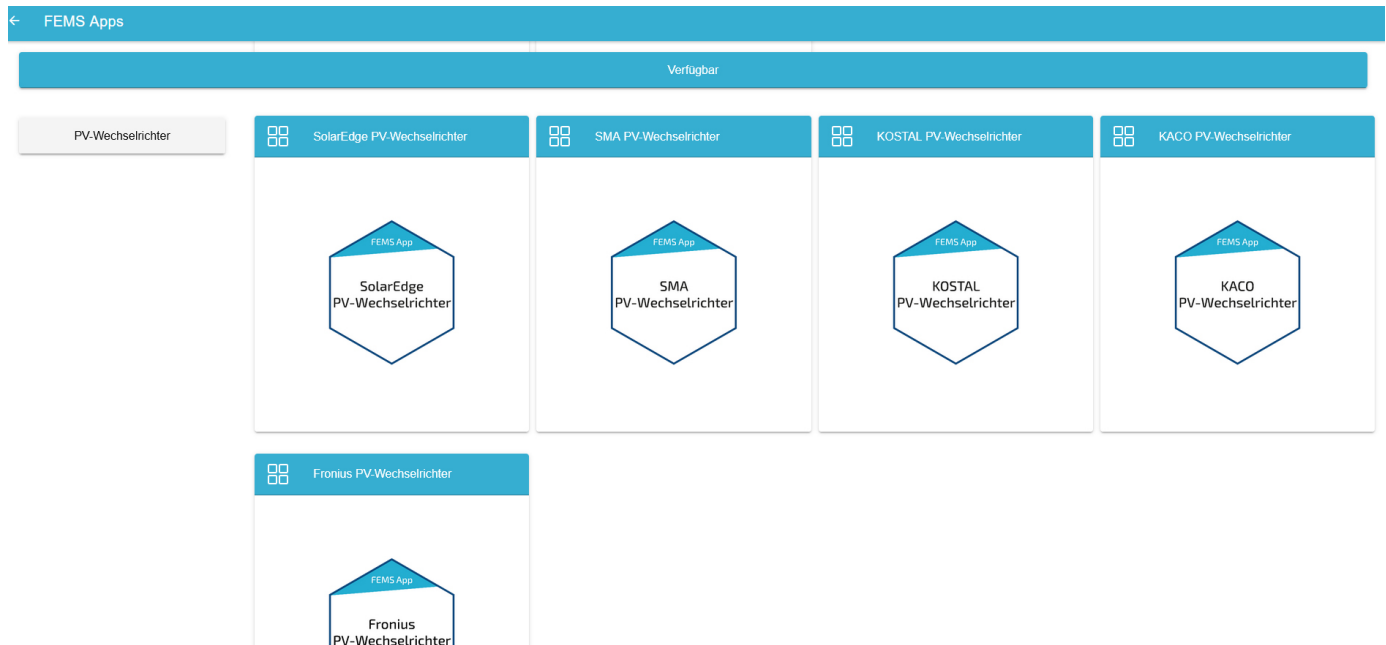 FEMS Apps
Verfügbar
PV-Wechselrichter
SolarEdge PV-Wechselrichter
SMA PV-Wechselrichter
KOSTAL PV-Wechselrichter
KACO PV-Wechselrichter
FEMS App
SolarEdge
PV-Wechselrichter
FEMS App
SMA
PV-Wechselrichter
FEMS App
KOSTAL
PV-Wechselrichter
FEMS App
KACO
PV-Wechselrichter
Fronius PV-Wechselrichter
FEMS App
Fronius
PV-Wechselrichter